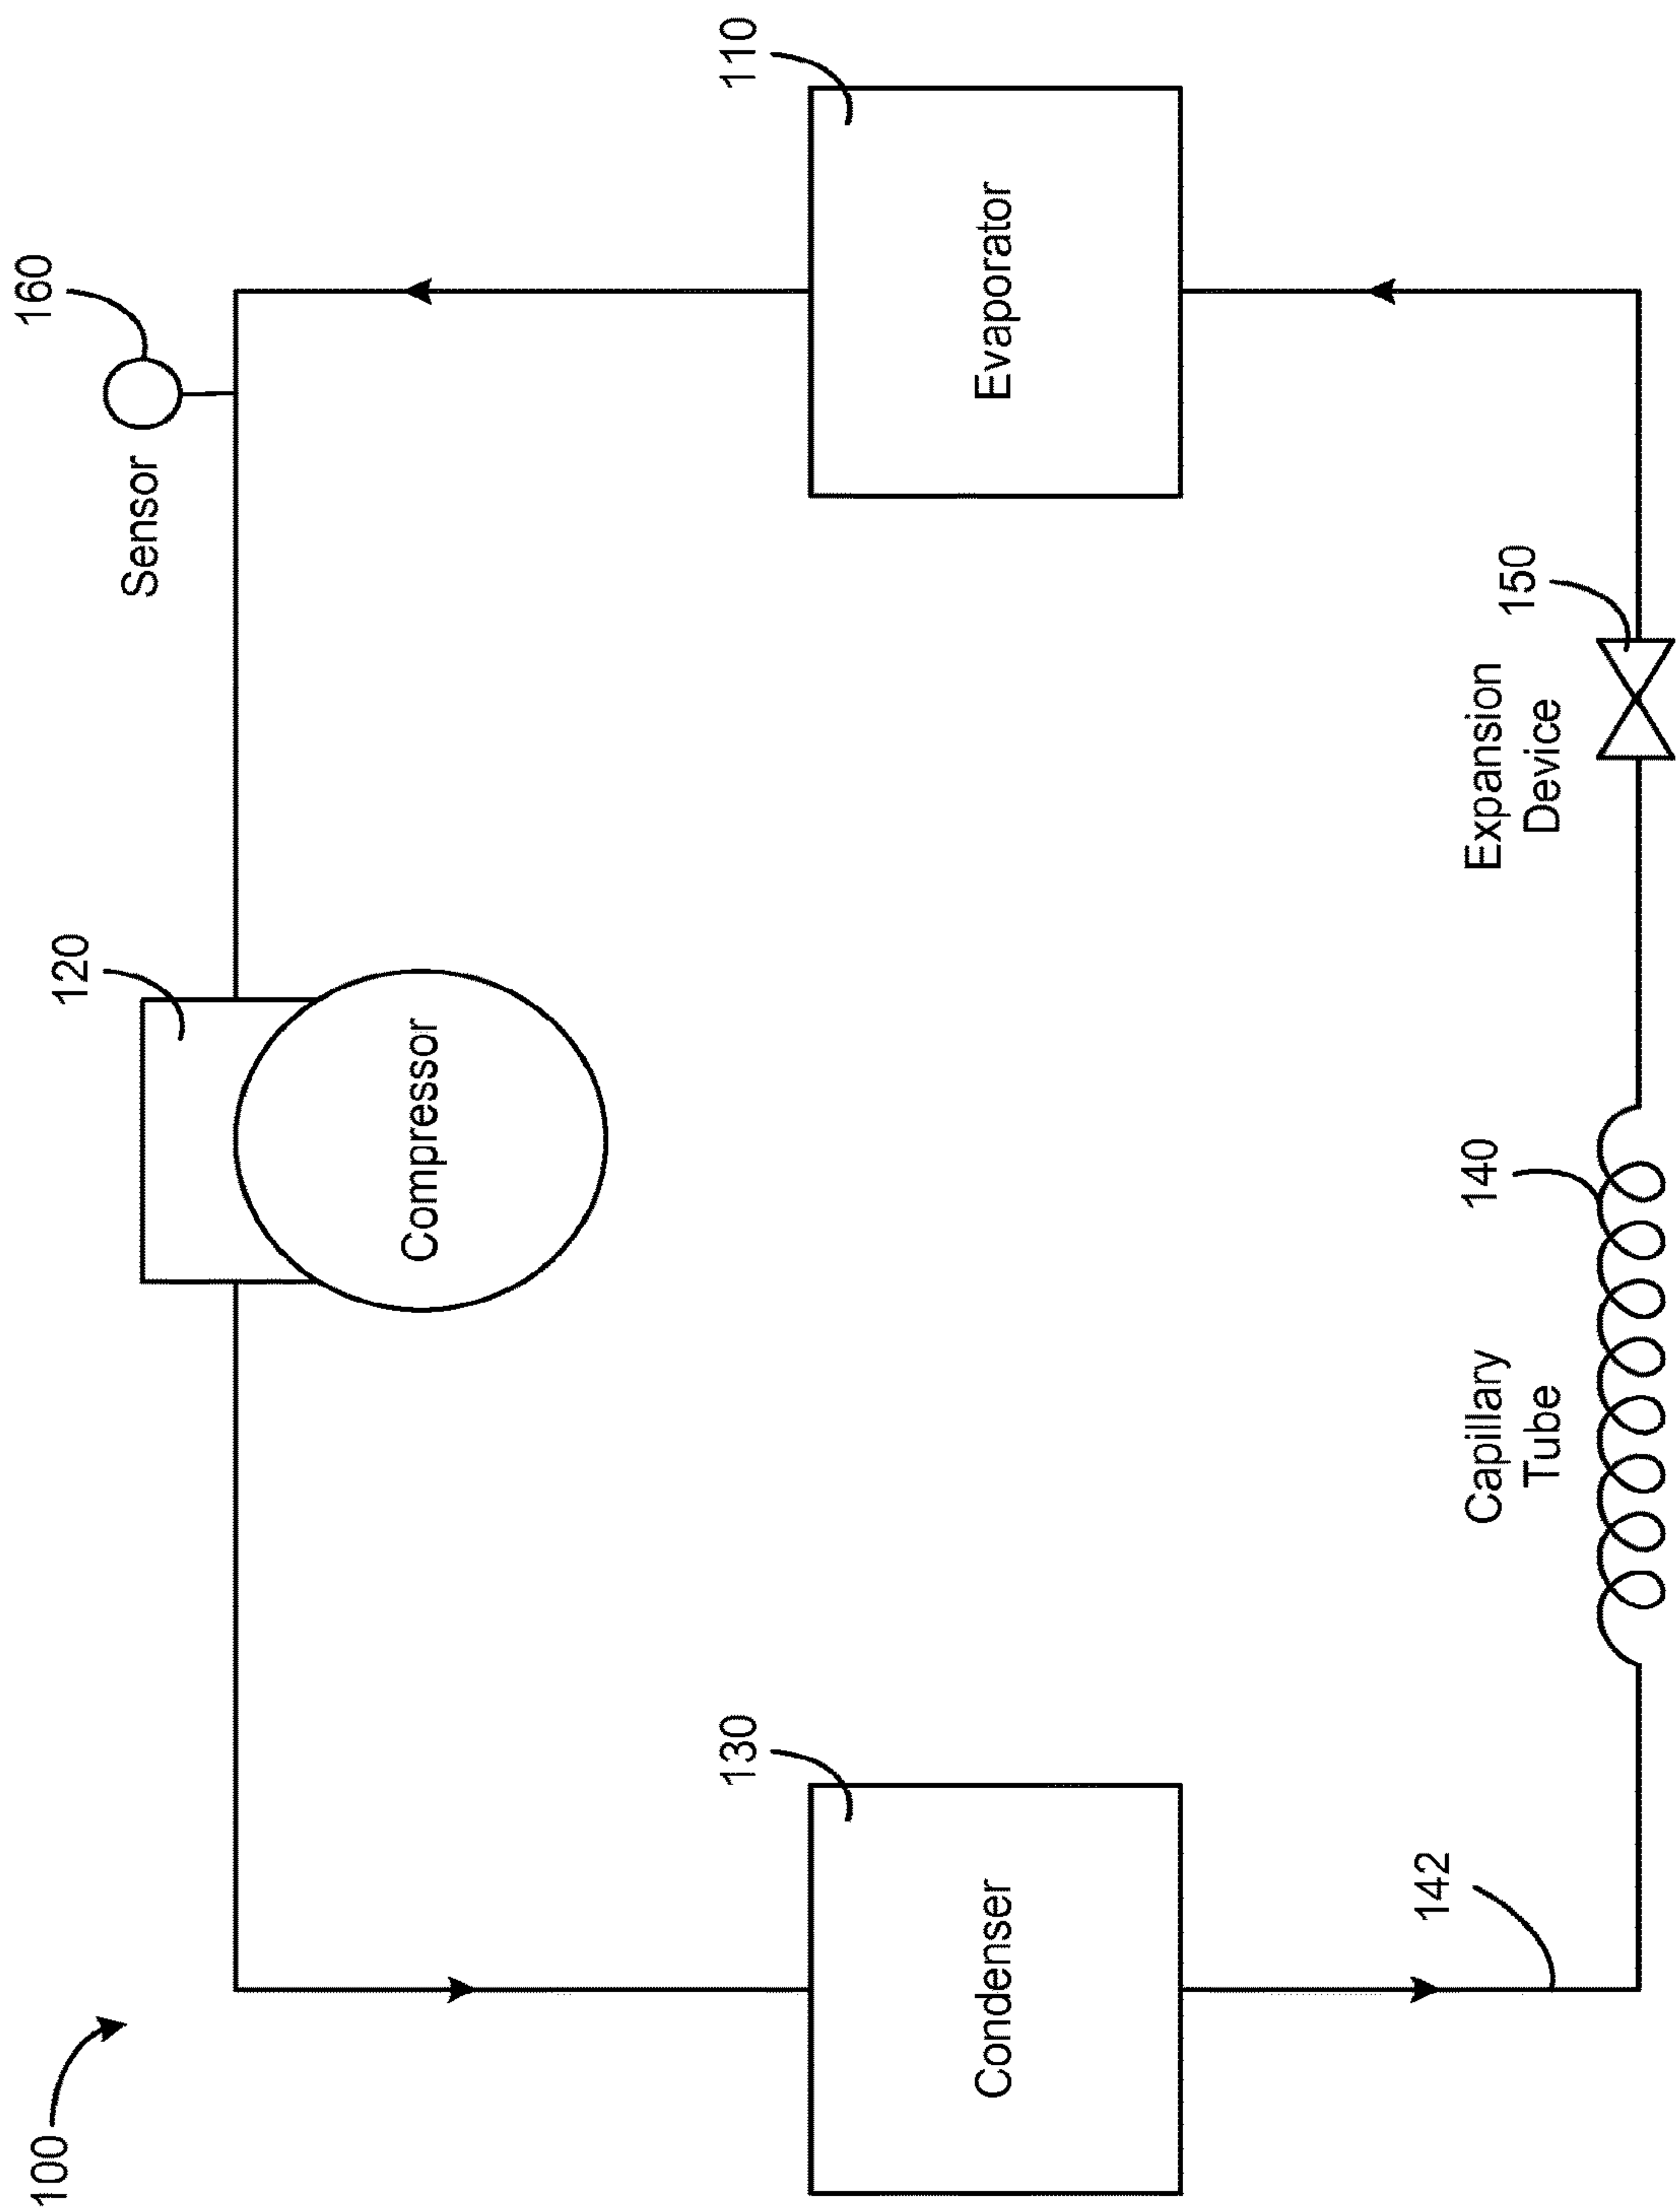 100
120
Sensor
160
Compressor
130
Condenser
110
Evaporator
142
Capillary
Tube
140
Expansion
Device
150